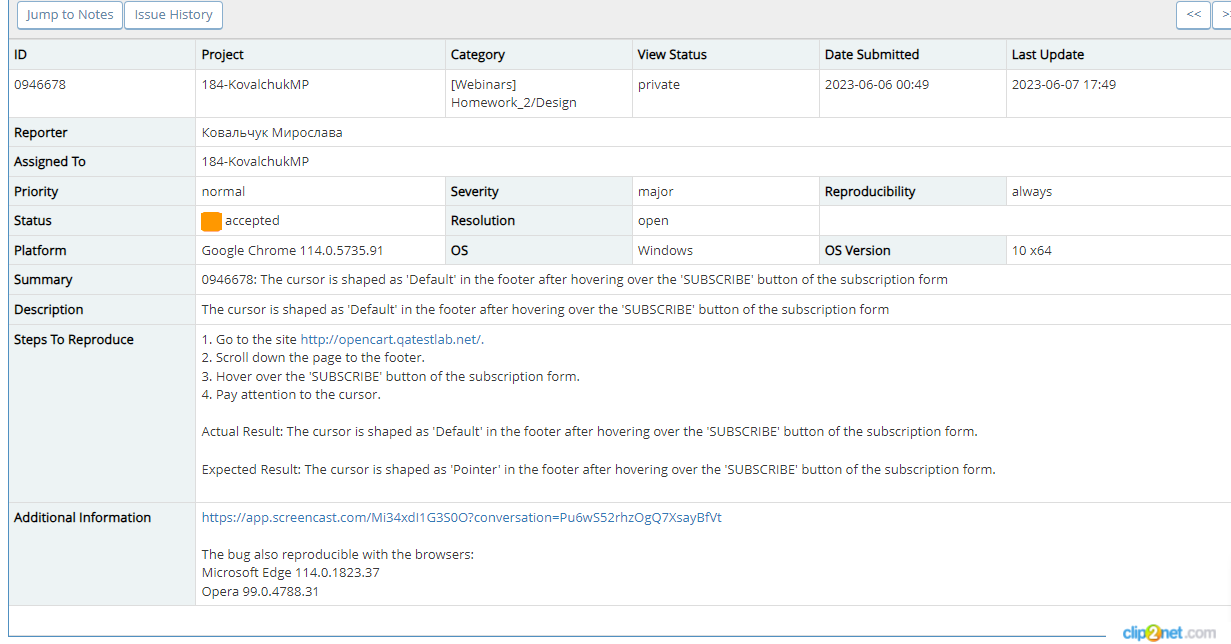 Jump to Notes Issue History << >
ID Project Category View Status Date Submitted Last Update
0946678 184-KovalchukMP [Webinars] private 2023-06-06 00:49 2023-06-07 17:49
Homework_2/Design
Reporter Ковальчук Мирослава
Assigned To 184-KovalchukMP
Priority normal Severity major Reproducibility always
Status accepted Resolution open
Platform Google Chrome 114.0.5735.91 OS Windows OS Version 10 x64
Summary 0946678: The cursor is shaped as 'Default' in the footer after hovering over the 'SUBSCRIBE' button of the subscription form
Description The cursor is shaped as 'Default' in the footer after hovering over the 'SUBSCRIBE' button of the subscription form
Steps To Reproduce 1. Go to the site http://opencart.qatestlab.net/.
2. Scroll down the page to the footer.
3. Hover over the 'SUBSCRIBE' button of the subscription form.
4. Pay attention to the cursor.
Actual Result: The cursor is shaped as 'Default' in the footer after hovering over the 'SUBSCRIBE' button of the subscription form.
Expected Result: The cursor is shaped as 'Pointer' in the footer after hovering over the 'SUBSCRIBE' button of the subscription form.
Additional Information https://app.screencast.com/Mi34xdI1G3S0O?conversation=Pu6wS52rhzOgQ7XsayBfVt
The bug also reproducible with the browsers:
Microsoft Edge 114.0.1823.37
Opera 99.0.4788.31
clip2net.com